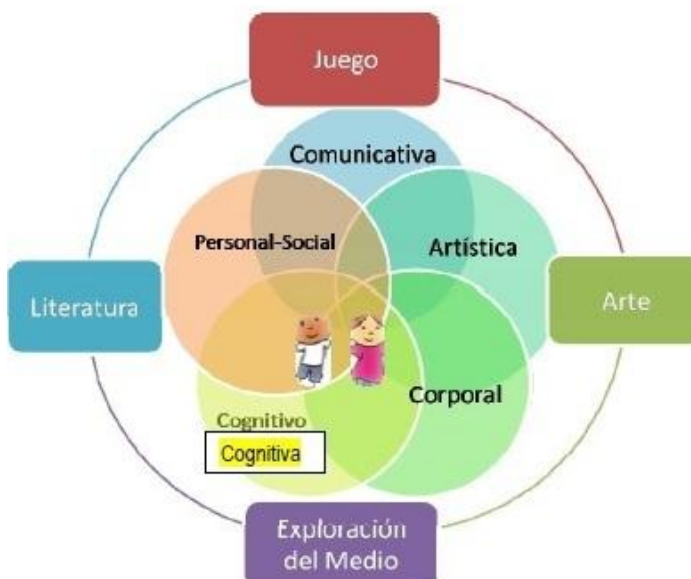 Juego
Comunicativa
Personal-Social
Artística
Literatura
Arte
Corporal
Cognitivo
Cognitiva
Exploración
del Medio